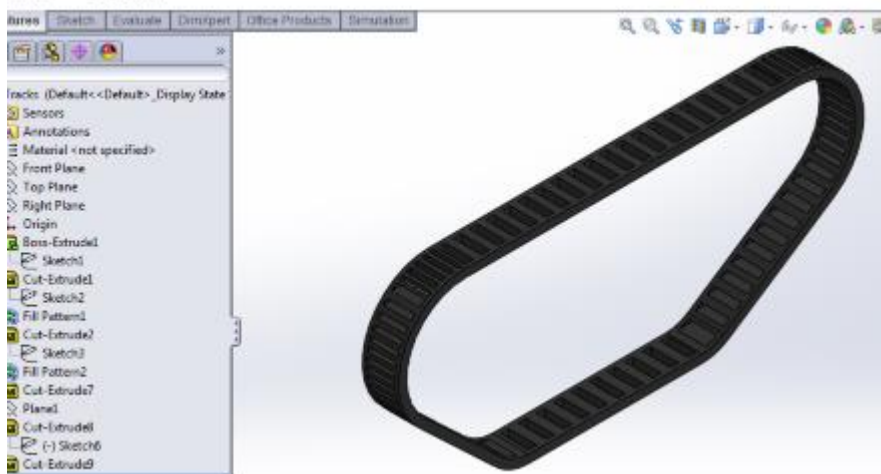 tures Sketch Evaluate DimXpert Office Products Simulation
»
Tracks (Default<<Default>_Display State
Sensors
Annotations
Material <not specified>
Front Plane
Top Plane
Right Plane
Origin
Boss-Extrude1
Sketch1
Cut-Extrude1
Sketch2
Fill Pattern1
Cut-Extrude2
Sketch3
Fill Pattern2
Cut-Extrude7
Plane1
Cut-Extrude8
(-) Sketch6
Cut-Extrude9